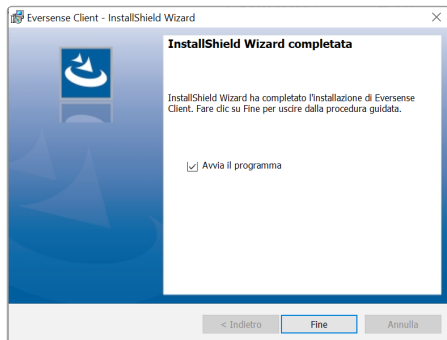 Eversense Client - InstallShield Wizard
InstallShield Wizard completata
InstallShield Wizard ha completato l'installazione di Eversense
Client. Fare clic su Fine per uscire dalla procedura guidata.
Avvia il programma
< Indietro
Fine
Annulla